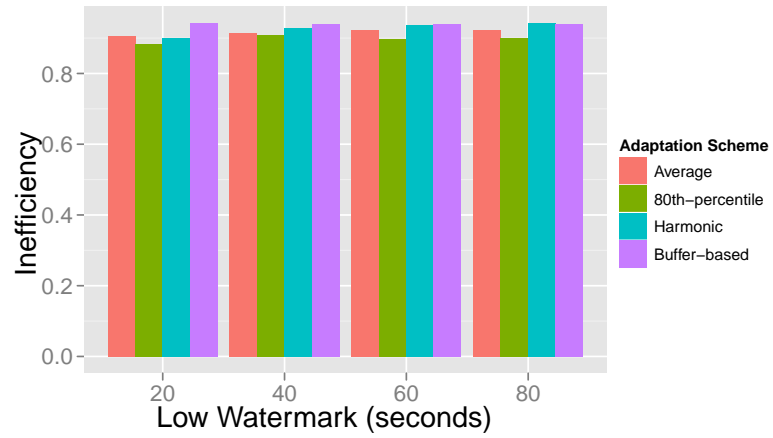 Inefficiency
0.8
0.6
0.4
0.2
0.0
20 40 60 80
Low Watermark (seconds)
Adaptation Scheme
Average
80th−percentile
Harmonic
Buffer−based